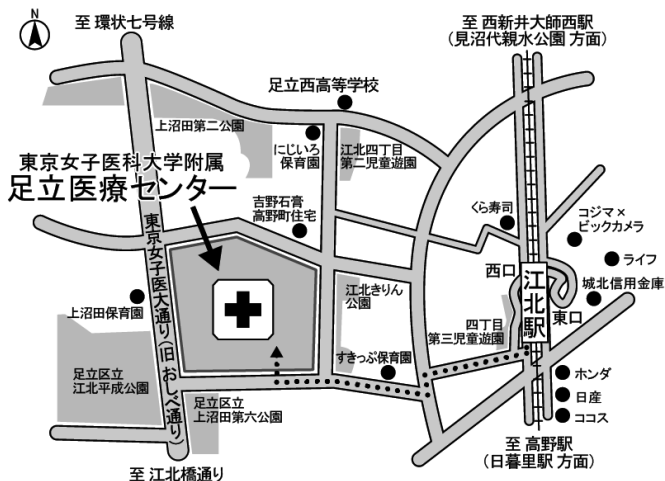 N
至 環状七号線
至 西新井大師西駅
(見沼代親水公園 方面)
足立西高等学校
上沼田第二公園
にじいろ
保育園
江北四丁目
第二児童遊園
東京女子医科大学附属
足立医療センター
吉野石膏
高野町住宅
くら寿司
コジマ×
ビックカメラ
ライフ
城北信用金庫
西口
江北駅
東口
東京女子医大通り(旧 おしべ通り)
上沼田保育園
江北きりん
公園
四丁目
第三児童遊園
すきっぷ保育園
足立区立
江北平成公園
足立区立
上沼田第六公園
ホンダ
日産
ココス
至 江北橋通り
至 高野駅
(日暮里駅 方面)